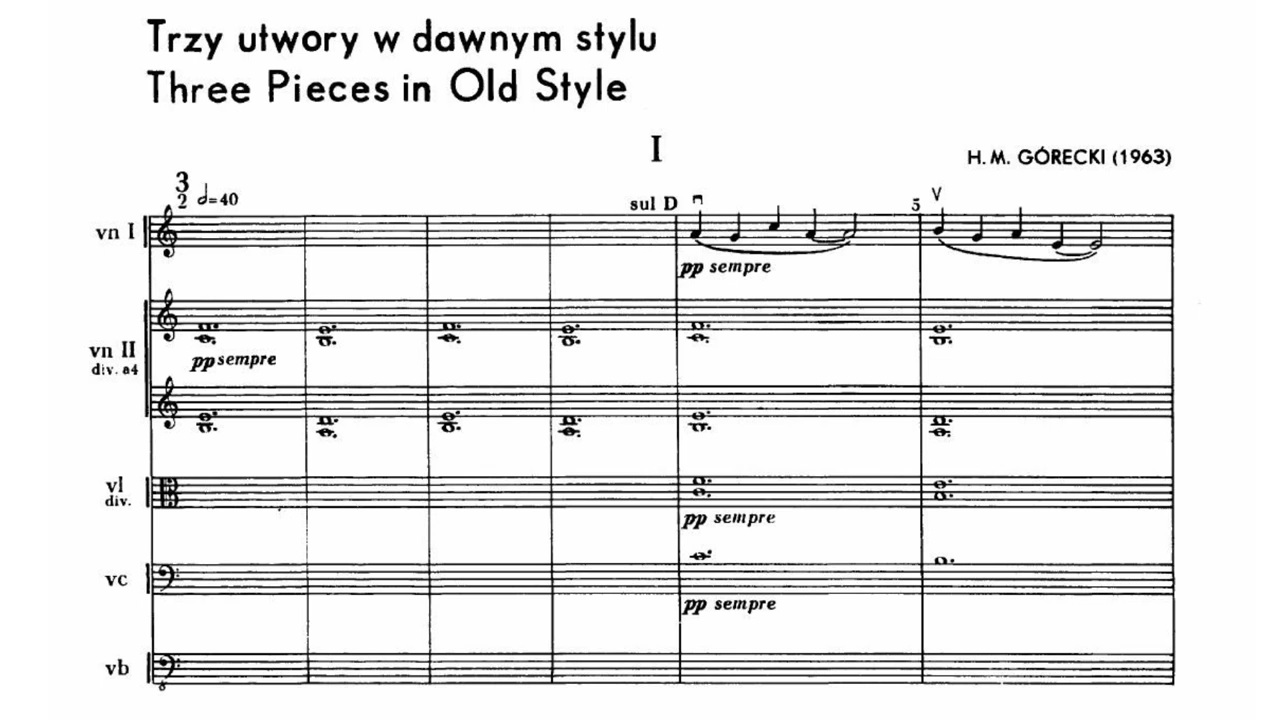 Trzy utwory w dawnym stylu
Three Pieces in Old Style
I
H. M. GÓRECKI (1963)
3
2
=40
sul D
5
vn I
pp sempre
vn II
div. a4
pp sempre
vl
div.
pp sempre
vc
pp sempre
vb
8